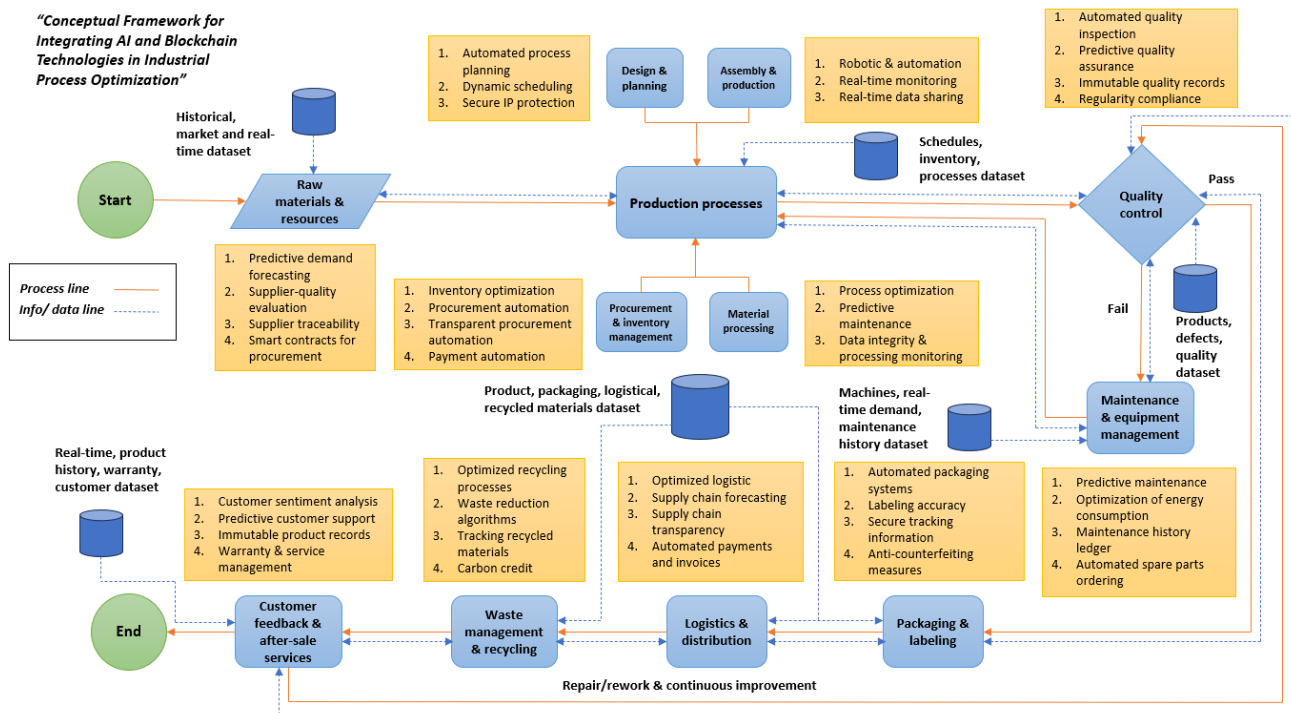 “Conceptual Framework for
Integrating AI and Blockchain
Technologies in Industrial
Process Optimization”
Historical,
market and real-
time dataset
1. Automated process
planning
2. Dynamic scheduling
3. Secure IP protection
Design &
planning
Assembly &
production
1. Robotic & automation
2. Real-time monitoring
3. Real-time data sharing
1. Automated quality
inspection
2. Predictive quality
assurance
3. Immutable quality records
4. Regularity compliance
Schedules,
inventory,
processes dataset
Start
Raw
materials &
resources
Production processes
Quality
control
Pass
Process line
Info/ data line
1. Predictive demand
forecasting
2. Supplier-quality
evaluation
3. Supplier traceability
4. Smart contracts for
procurement
1. Inventory optimization
2. Procurement automation
3. Transparent procurement
automation
4. Payment automation
Procurement
& inventory
management
Material
processing
1. Process optimization
2. Predictive
maintenance
3. Data integrity &
processing monitoring
Fail
Products,
defects,
quality
dataset
Product, packaging, logistical,
recycled materials dataset
Machines, real-
time demand,
maintenance
history dataset
Maintenance
& equipment
management
Real-time, product
history, warranty,
customer dataset
1. Customer sentiment analysis
2. Predictive customer support
3. Immutable product records
4. Warranty & service
management
1. Optimized recycling
processes
2. Waste reduction
algorithms
3. Tracking recycled
materials
4. Carbon credit
1. Optimized logistic
2. Supply chain forecasting
3. Supply chain
transparency
4. Automated payments
and invoices
1. Automated packaging
systems
2. Labeling accuracy
3. Secure tracking
information
4. Anti-counterfeiting
measures
1. Predictive maintenance
2. Optimization of energy
consumption
3. Maintenance history
ledger
4. Automated spare parts
ordering
End
Customer
feedback &
after-sale
services
Waste
management
& recycling
Logistics &
distribution
Packaging &
labeling
Repair/rework & continuous improvement